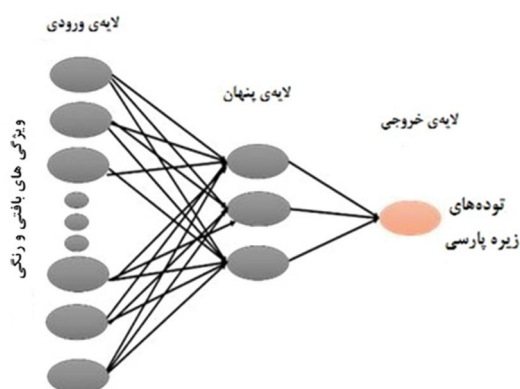 لایه‌ی ورودی
لایه‌ی پنهان
لایه‌ی خروجی
ویژگی های بافتی و رنگی
توده‌های
زیره پارسی